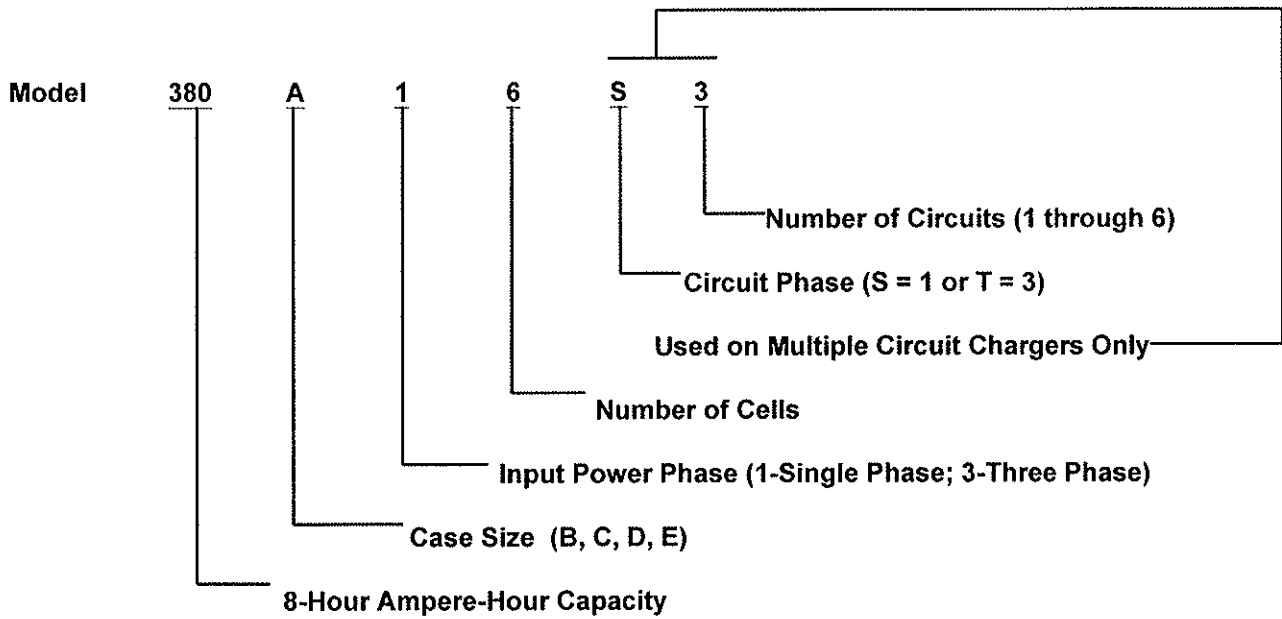 Model 380 A 1 6 S 3
Number of Circuits (1 through 6)
Circuit Phase (S = 1 or T = 3)
Used on Multiple Circuit Chargers Only
Number of Cells
Input Power Phase (1-Single Phase; 3-Three Phase)
Case Size (B, C, D, E)
8-Hour Ampere-Hour Capacity